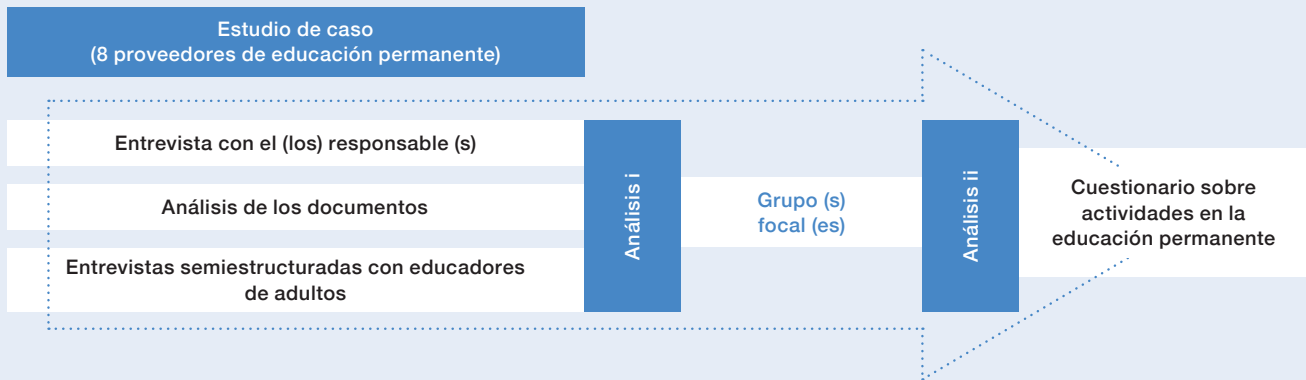 Estudio de caso
(8 proveedores de educación permanente)
Entrevista con el (los) responsable (s)
Análisis de los documentos
Entrevistas semiestructuradas con educadores
de adultos
Análisis i
Grupo (s)
focal (es)
Análisis ii
Cuestionario sobre
actividades en la
educación permanente